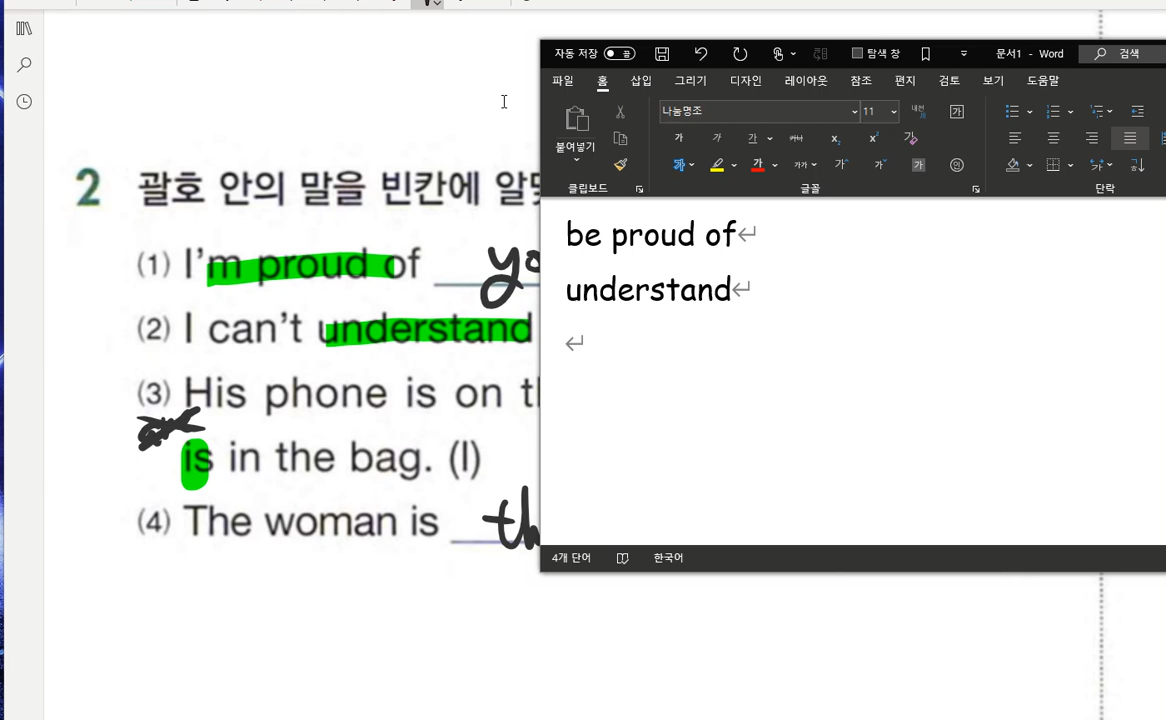 자동 저장 끔
문서1 - Word
검색
탐색 창
파일 홈 삽입 그리기 디자인 레이아웃 참조 편지 검토 보기 도움말
붙여넣기
나눔명조 11
클립보드 글꼴 단락
2 괄호 안의 말을 빈칸에
(1) I'm proud of
(2) I can't understand
(3) His phone is on
is in the bag. (I)
(4) The woman is
be proud of
understand
4개 단어 한국어